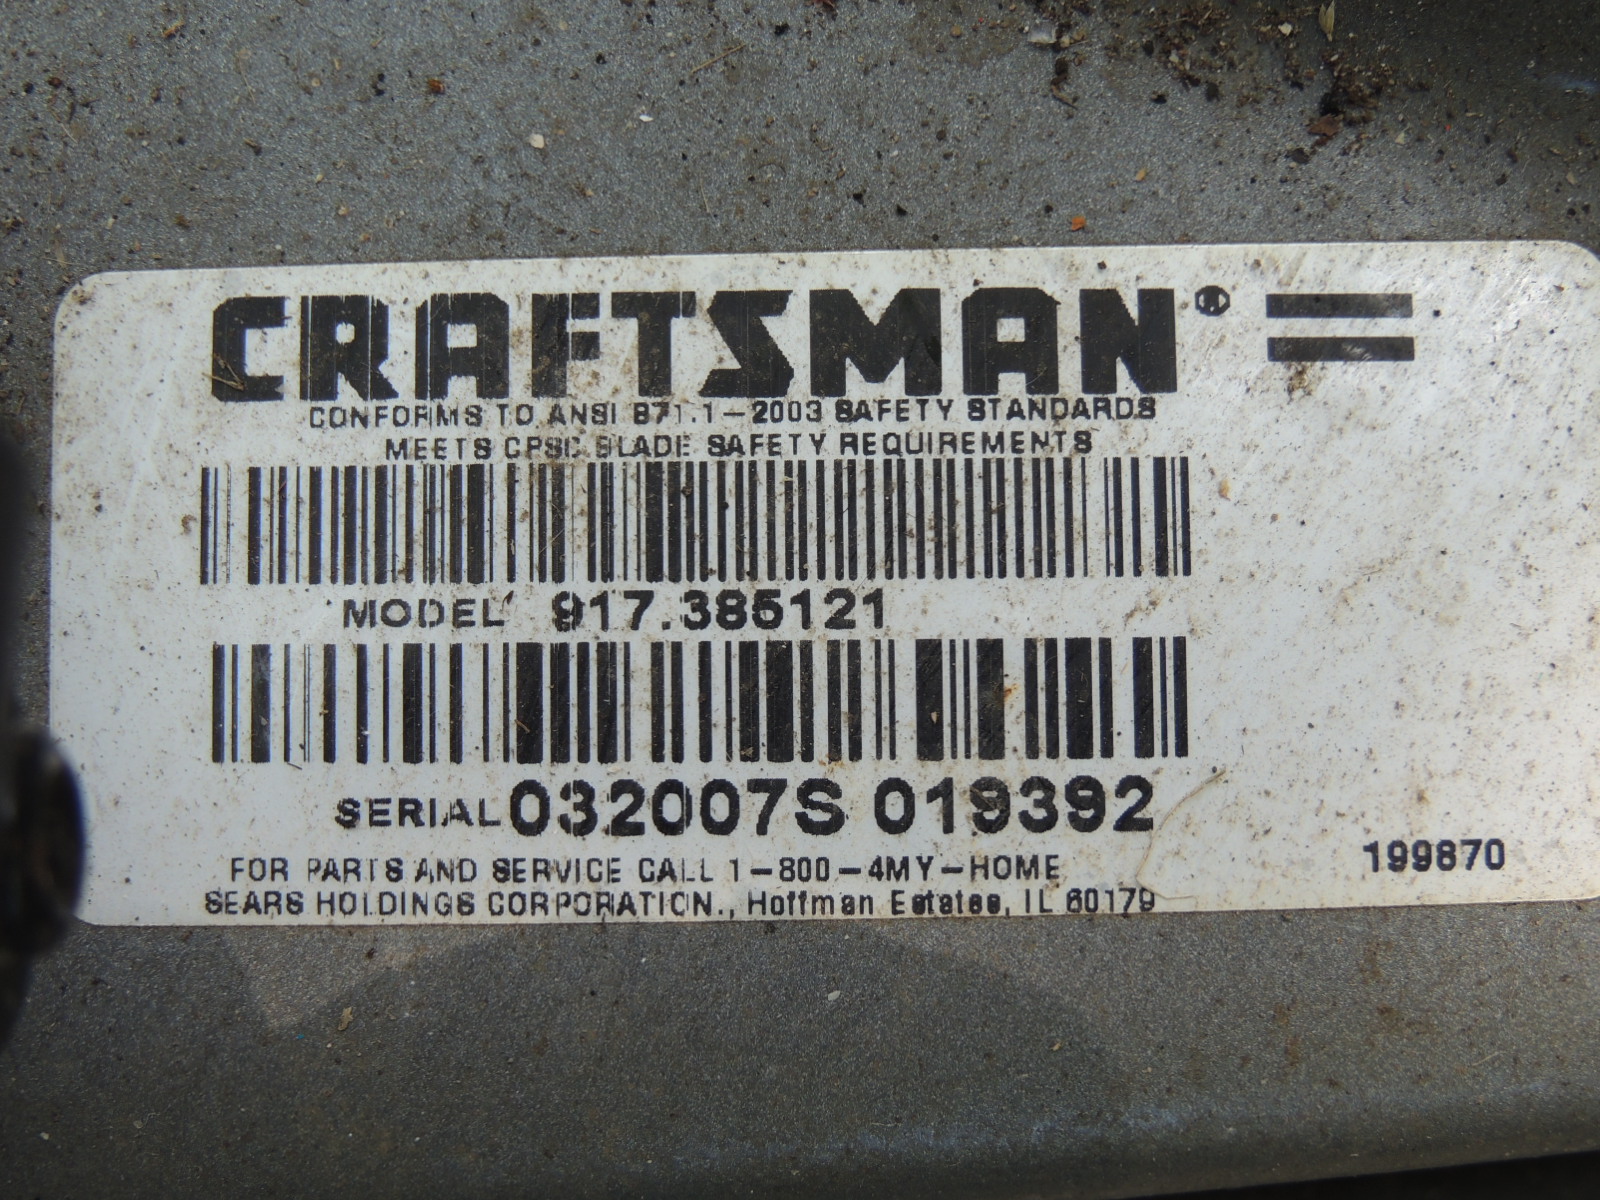 CRAFTSMAN®
CONFORMS TO ANSI B71.1-2003 SAFETY STANDARDS
MEETS CPSC BLADE SAFETY REQUIREMENTS
MODEL 917.385121
SERIAL 032007S 019392
FOR PARTS AND SERVICE CALL 1-800-4MY-HOME
199870
SEARS HOLDINGS CORPORATION., Hoffman Estates, IL 60179